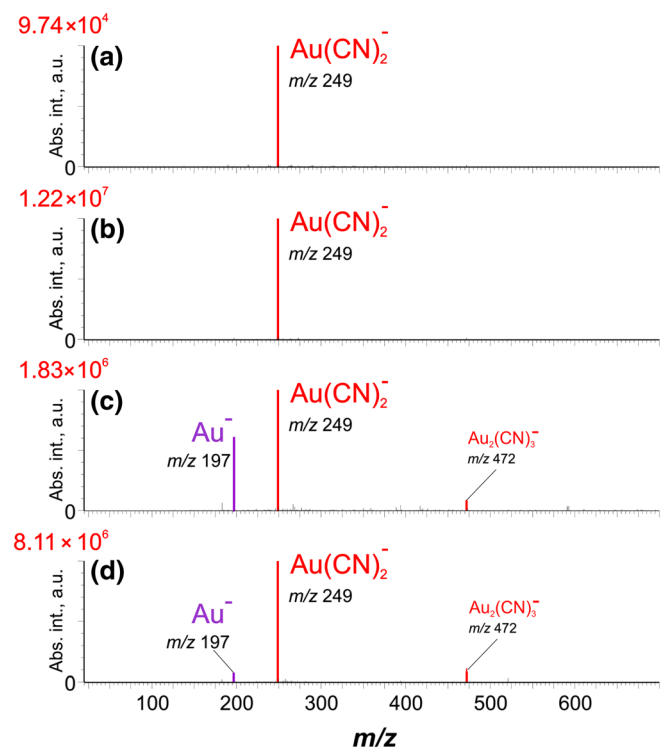 9.74×10⁴
(a)
Abs. int., a.u.
0
Au(CN)₂⁻
m/z 249
1.22×10⁷
(b)
Abs. int., a.u.
0
Au(CN)₂⁻
m/z 249
1.83×10⁶
(c)
Abs. int., a.u.
0
Au⁻
m/z 197
Au(CN)₂⁻
m/z 249
Au₂(CN)₃⁻
m/z 472
8.11 × 10⁶
(d)
Abs. int., a.u.
0
Au⁻
m/z 197
Au(CN)₂⁻
m/z 249
Au₂(CN)₃⁻
m/z 472
100 200 300 400 500 600
m/z